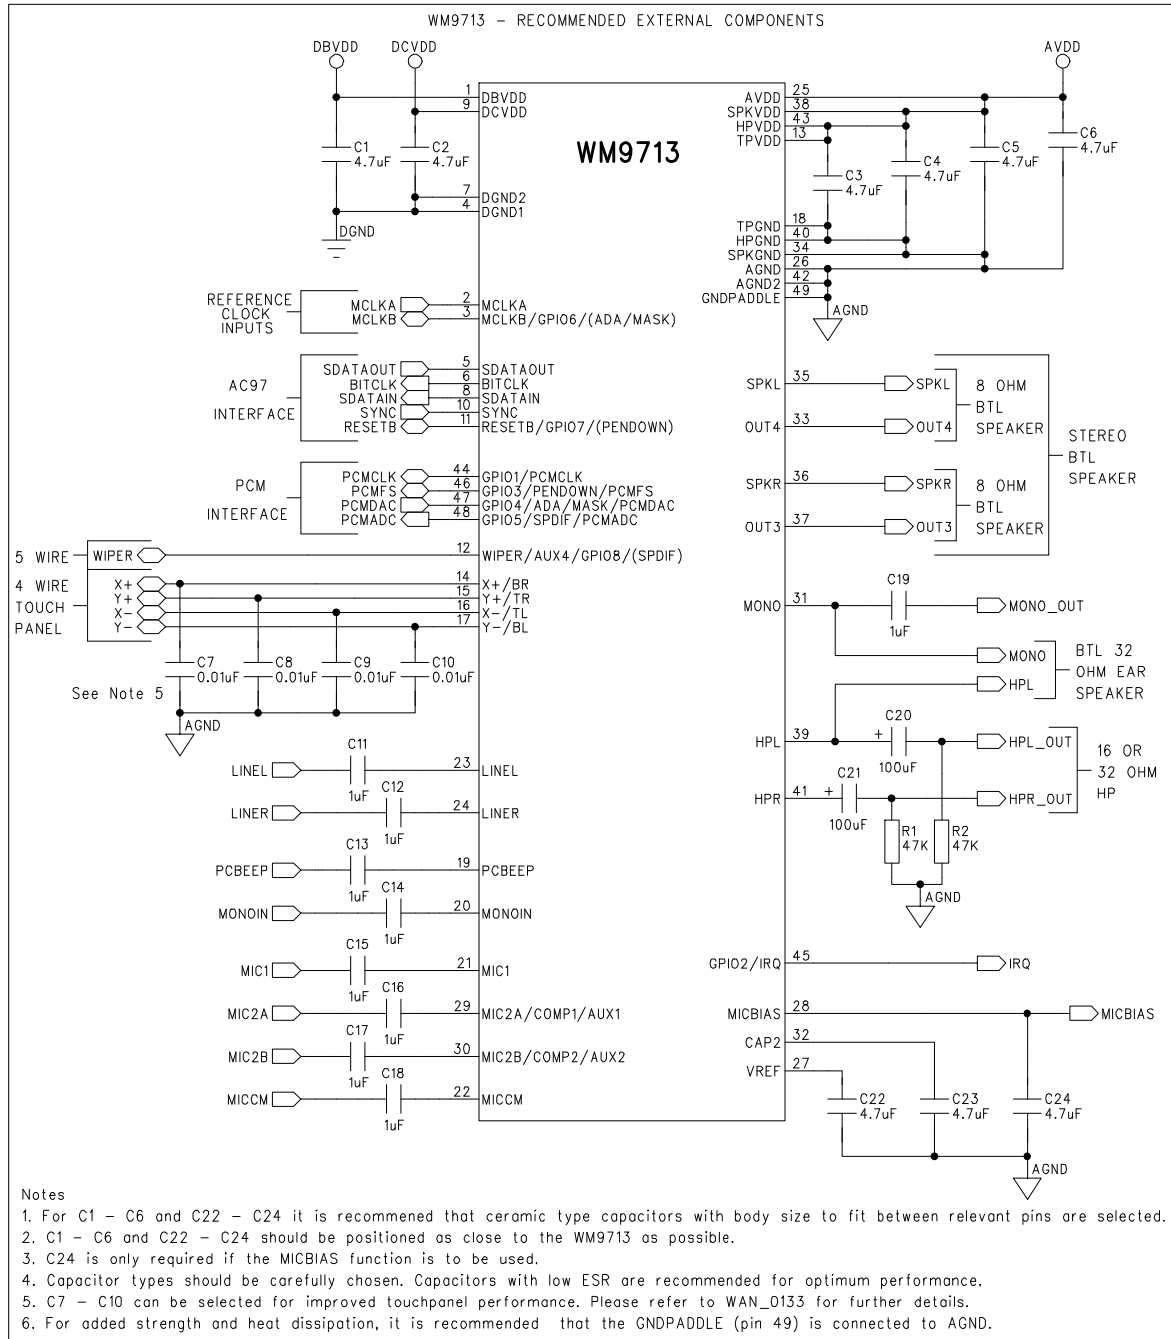 WM9713 – RECOMMENDED EXTERNAL COMPONENTS
DBVDD
DCVDD
AVDD
WM9713
1
DBVDD
9
DCVDD
C1
4.7uF
C2
4.7uF
7
DGND2
4
DGND1
DGND
AVDD
25
SPKVDD
38
HPVDD
43
TPVDD
13
C3
4.7uF
C4
4.7uF
C5
4.7uF
C6
4.7uF
TPGND
18
HPGND
40
SPKGND
34
AGND
26
AGND2
42
GNDPADDLE
49
AGND
REFERENCE
CLOCK
INPUTS
MCLKA
2
MCLKA
MCLKB
3
MCLKB/GPIO6/(ADA/MASK)
AC97
INTERFACE
SDATAOUT
5
SDATAOUT
BITCLK
6
BITCLK
SDATAIN
8
SDATAIN
SYNC
10
SYNC
RESETB
11
RESETB/GPIO7/(PENDOWN)
PCM
INTERFACE
PCMCLK
44
GPIO1/PCMCLK
PCMFS
46
GPIO3/PENDOWN/PCMFS
PCMDAC
47
GPIO4/ADA/MASK/PCMDAC
PCMADC
48
GPIO5/SPDIF/PCMADC
5 WIRE
WIPER
12
WIPER/AUX4/GPIO8/(SPDIF)
4 WIRE
TOUCH
PANEL
X+
14
X+/BR
Y+
15
Y+/TR
X–
16
X–/TL
Y–
17
Y–/BL
C7
0.01uF
C8
0.01uF
C9
0.01uF
C10
0.01uF
See Note 5
AGND
SPKL
35
SPKL
OUT4
33
OUT4
8 OHM
BTL
SPEAKER
SPKR
36
SPKR
OUT3
37
OUT3
8 OHM
BTL
SPEAKER
STEREO
BTL
SPEAKER
MONO
31
C19
1uF
MONO_OUT
MONO
HPL
BTL 32
OHM EAR
SPEAKER
HPL
39
+
C20
100uF
HPL_OUT
HPR
41
+
C21
100uF
HPR_OUT
16 OR
32 OHM
HP
R1
47K
R2
47K
AGND
LINEL
C11
1uF
23
LINEL
LINER
C12
1uF
24
LINER
PCBEEP
C13
1uF
19
PCBEEP
MONOIN
C14
1uF
20
MONOIN
MIC1
C15
1uF
21
MIC1
MIC2A
C16
1uF
29
MIC2A/COMP1/AUX1
MIC2B
C17
1uF
30
MIC2B/COMP2/AUX2
MICCM
C18
1uF
22
MICCM
GPIO2/IRQ
45
IRQ
MICBIAS
28
MICBIAS
CAP2
32
VREF
27
C22
4.7uF
C23
4.7uF
C24
4.7uF
AGND
Notes
1. For C1 – C6 and C22 – C24 it is recommened that ceramic type capacitors with body size to fit between relevant pins are selected.
2. C1 – C6 and C22 – C24 should be positioned as close to the WM9713 as possible.
3. C24 is only required if the MICBIAS function is to be used.
4. Capacitor types should be carefully chosen. Capacitors with low ESR are recommended for optimum performance.
5. C7 – C10 can be selected for improved touchpanel performance. Please refer to WAN_0133 for further details.
6. For added strength and heat dissipation, it is recommended that the GNDPADDLE (pin 49) is connected to AGND.